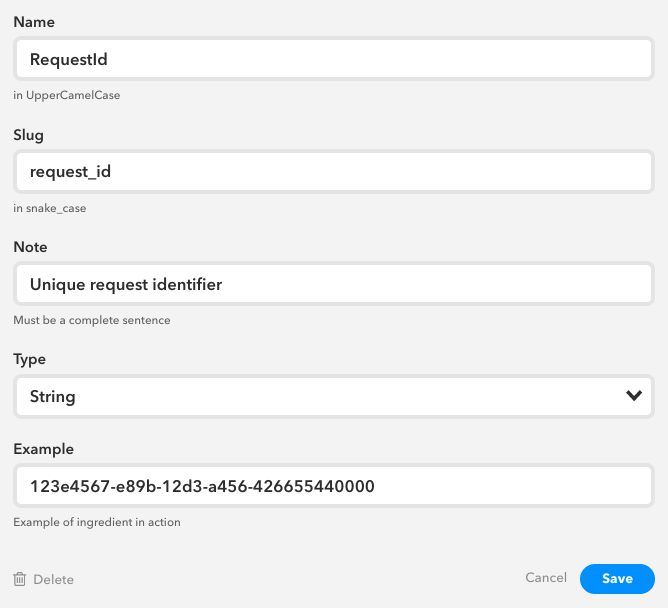 Name
RequestId
in UpperCamelCase
Slug
request_id
in snake_case
Note
Unique request identifier
Must be a complete sentence
Type
String
Example
123e4567-e89b-12d3-a456-426655440000
Example of ingredient in action
Delete Cancel Save